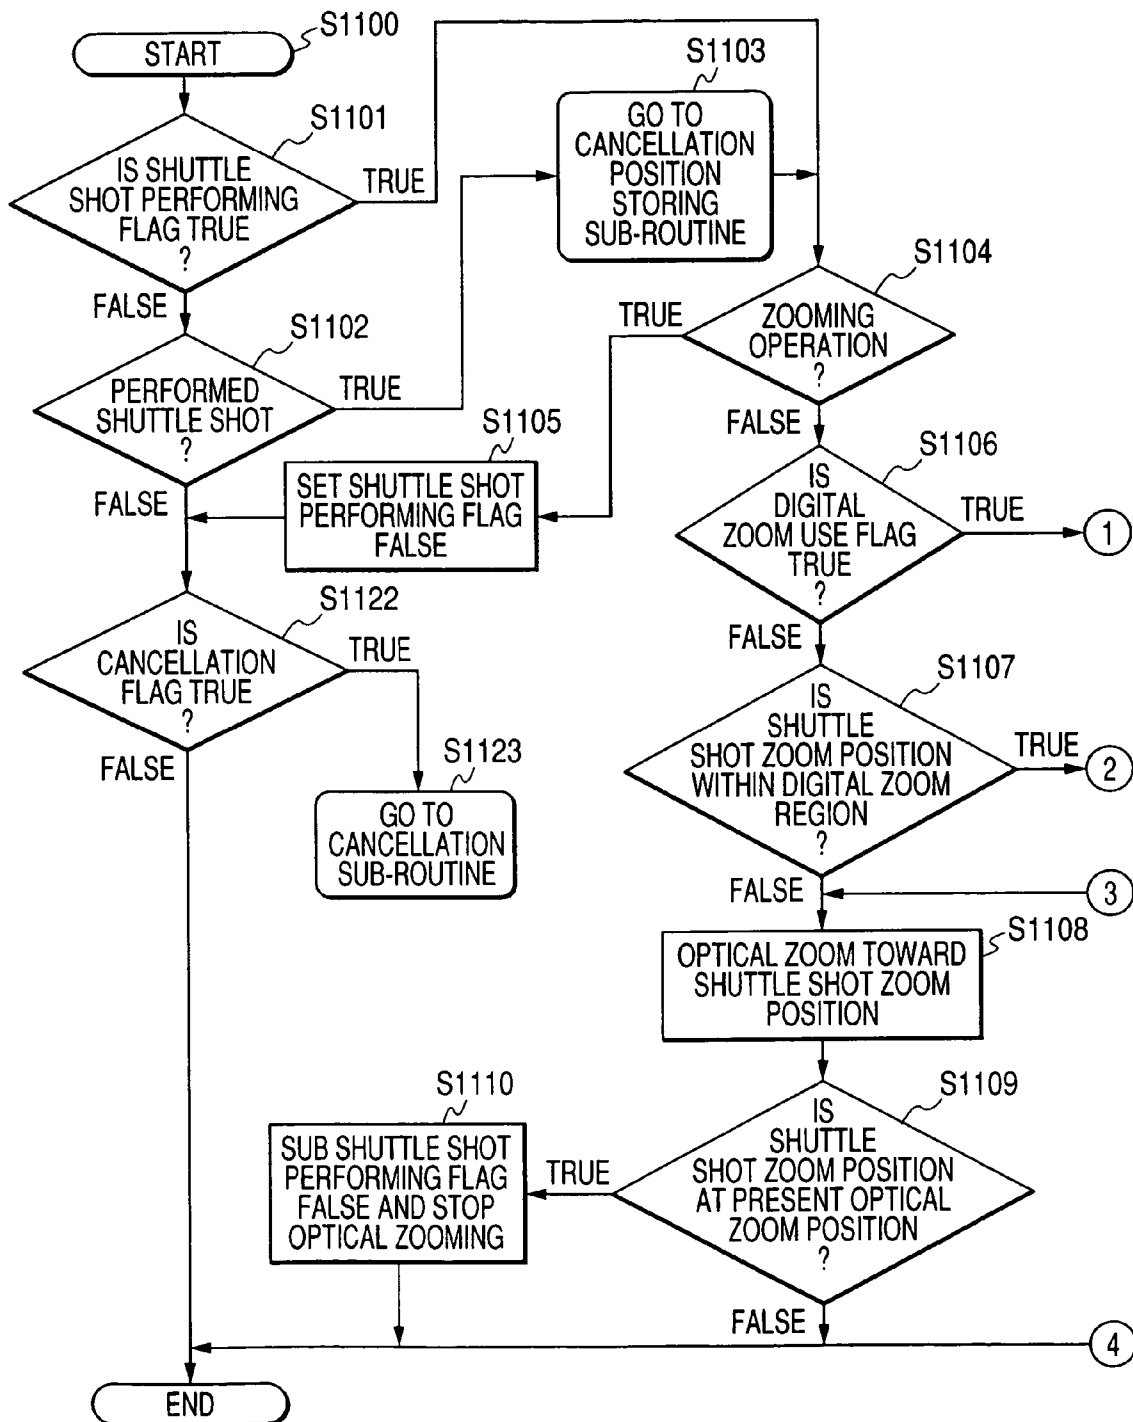 S1100
START
S1101
IS SHUTTLE
SHOT PERFORMING
FLAG TRUE
?
TRUE
FALSE
S1102
PERFORMED
SHUTTLE SHOT
?
TRUE
FALSE
S1103
GO TO
CANCELLATION
POSITION
STORING
SUB-ROUTINE
S1104
ZOOMING
OPERATION
?
TRUE
FALSE
S1105
SET SHUTTLE SHOT
PERFORMING FLAG
FALSE
S1106
IS
DIGITAL
ZOOM USE FLAG
TRUE
?
TRUE
1
FALSE
S1122
IS
CANCELLATION
FLAG TRUE
?
TRUE
FALSE
S1123
GO TO
CANCELLATION
SUB-ROUTINE
S1107
IS
SHUTTLE
SHOT ZOOM POSITION
WITHIN DIGITAL ZOOM
REGION
?
TRUE
2
FALSE
3
S1108
OPTICAL ZOOM TOWARD
SHUTTLE SHOT ZOOM
POSITION
S1109
IS
SHUTTLE
SHOT ZOOM POSITION
AT PRESENT OPTICAL
ZOOM POSITION
?
TRUE
FALSE
S1110
SUB SHUTTLE SHOT
PERFORMING FLAG
FALSE AND STOP
OPTICAL ZOOMING
4
END